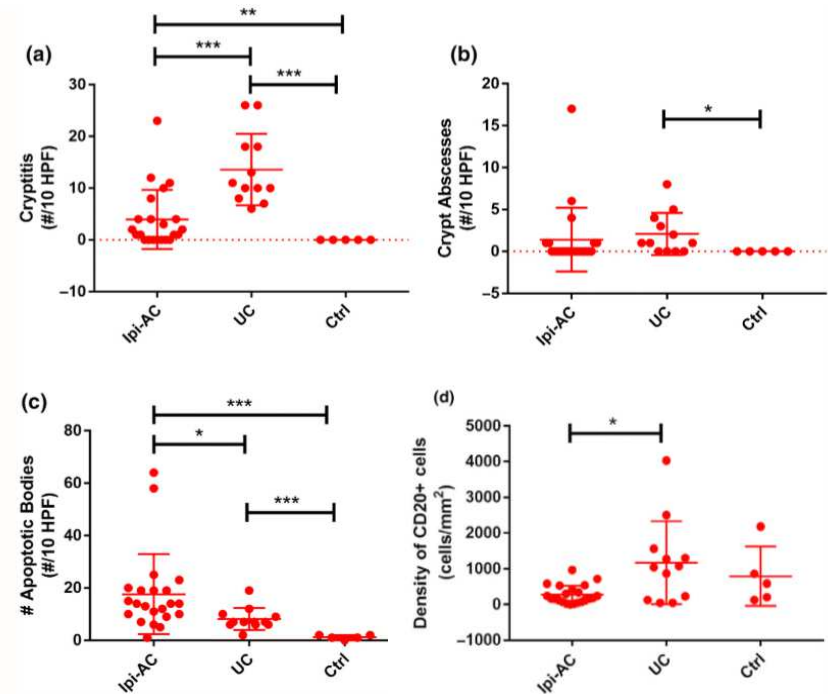 **
(a)
***
***
Cryptitis
(#/10 HPF)
30
20
10
0
–10
Ipi-AC
UC
Ctrl
(b)
*
Crypt Abscesses
(#/10 HPF)
20
15
10
5
0
–5
Ipi-AC
UC
Ctrl
(c)
***
*
***
# Apoptotic Bodies
(#/10 HPF)
80
60
40
20
0
Ipi-AC
UC
Ctrl
(d)
*
Density of CD20+ cells
(cells/mm²)
5000
4000
3000
2000
1000
0
–1000
Ipi-AC
UC
Ctrl